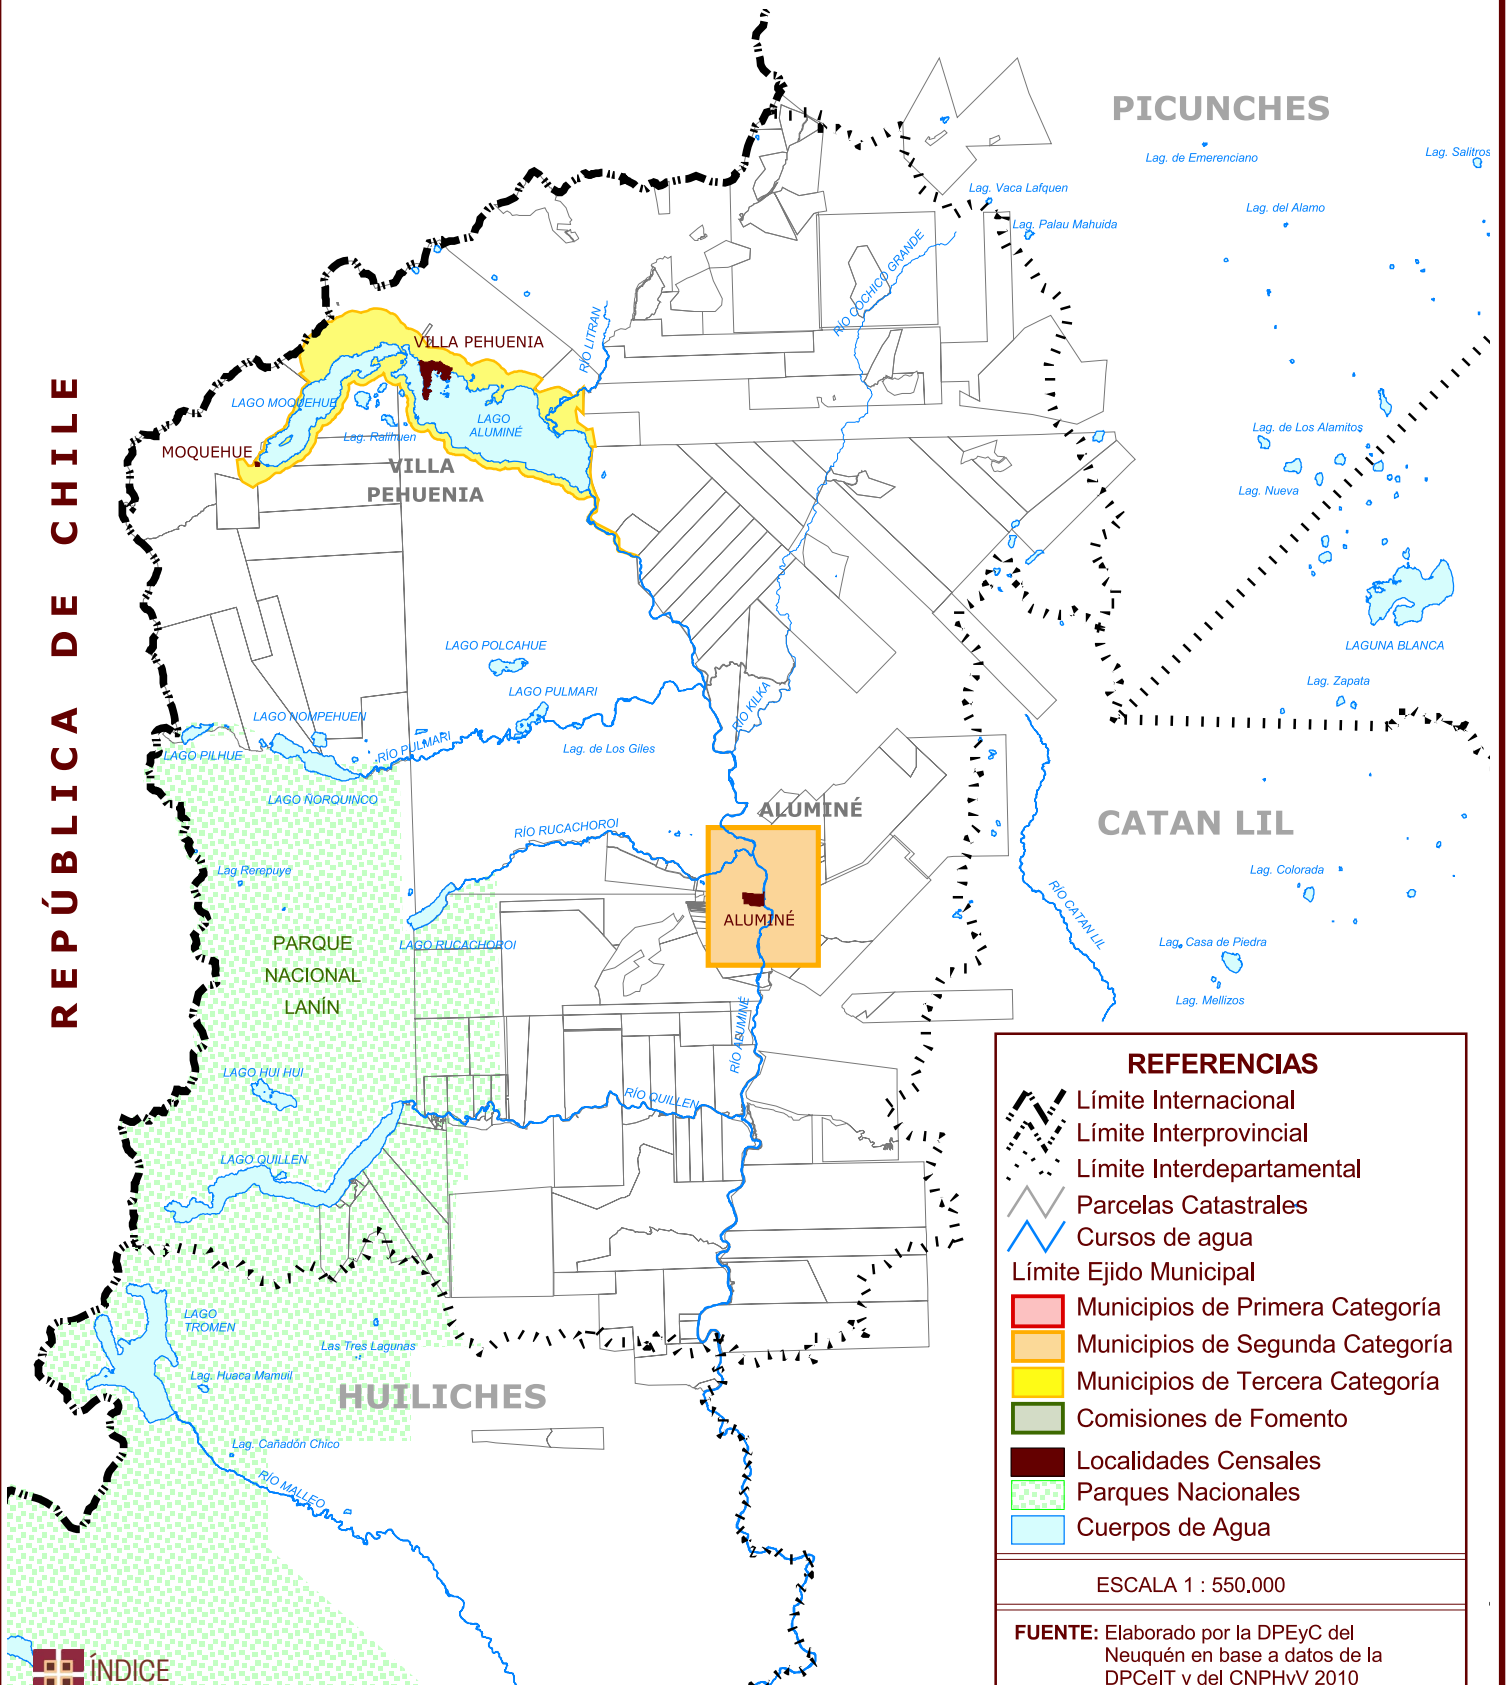 PICUNCHES
Lag. de Emerenciano
Lag. Salitros
Lag. Vaca Lafquen
Lag. del Alamo
Lag. Palau Mahuida
RÍO COCHICO GRANDE
RÍO LITRAN
VILLA PEHUENIA
LAGO MOQUEHUE
LAGO
ALUMINÉ
Lag. Ralihuen
MOQUEHUE
VILLA
PEHUENIA
Lag. de Los Alamitos
Lag. Nueva
REPÚBLICA DE CHILE
LAGUNA BLANCA
LAGO POLCAHUE
Lag. Zapata
LAGO PULMARI
LAGO NOMPEHUEN
RÍO KILKA
RÍO PULMARI
Lag. de Los Giles
LAGO PILHUE
LAGO ÑORQUINCO
ALUMINÉ
CATAN LIL
RÍO RUCACHOROI
Lag Rerepuye
Lag. Colorada
ALUMINÉ
RÍO CATAN LIL
PARQUE
NACIONAL
LANÍN
LAGO RUCACHOROI
Lag. Casa de Piedra
Lag. Mellizos
RÍO ALUMINÉ
LAGO HUI HUI
RÍO QUILLEN
LAGO QUILLEN
LAGO
TROMEN
Las Tres Lagunas
Lag. Huaca Mamuil
HUILICHES
Lag. Cañadón Chico
RÍO MALLEO
REFERENCIAS
Límite Internacional
Límite Interprovincial
Límite Interdepartamental
Parcelas Catastrales
Cursos de agua
Límite Ejido Municipal
Municipios de Primera Categoría
Municipios de Segunda Categoría
Municipios de Tercera Categoría
Comisiones de Fomento
Localidades Censales
Parques Nacionales
Cuerpos de Agua
ESCALA 1 : 550.000
FUENTE: Elaborado por la DPEyC del
Neuquén en base a datos de la
DPCeIT y del CNPHyV 2010
ÍNDICE